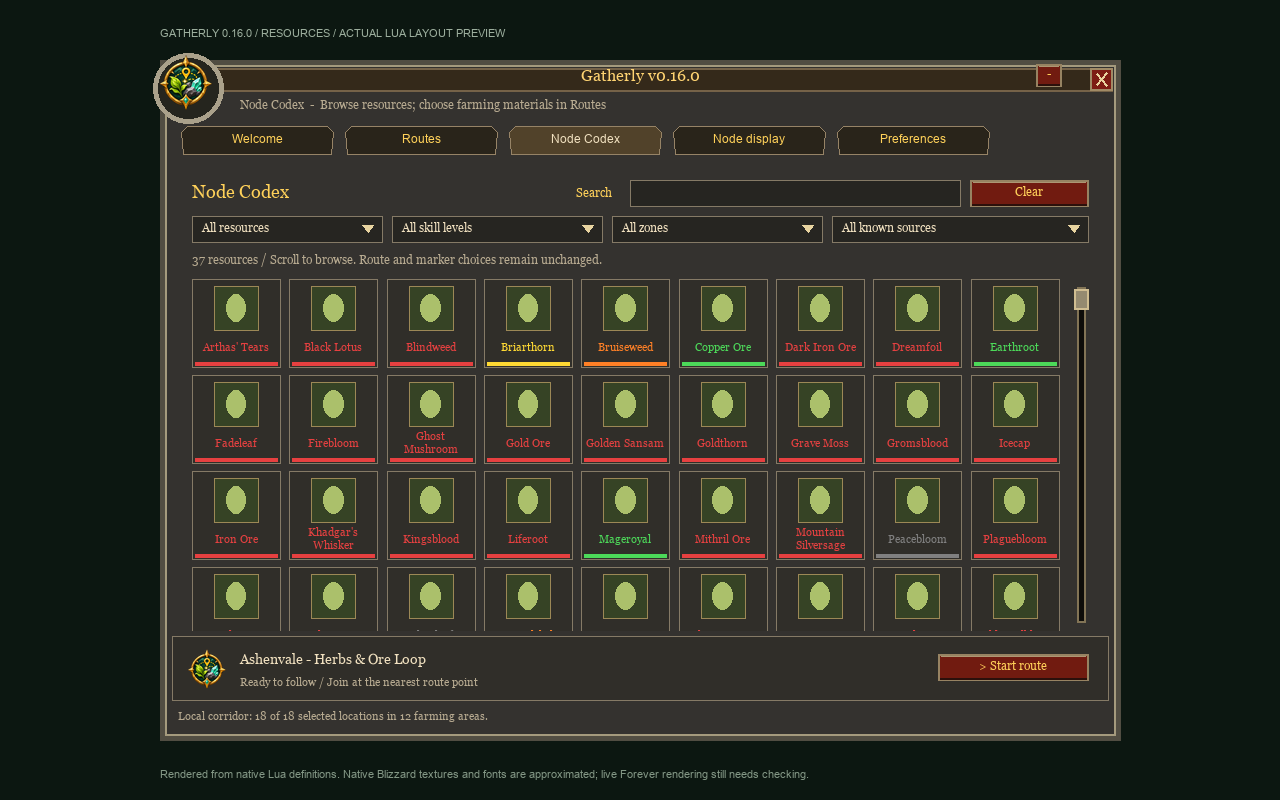 GATHERLY 0.16.0 / RESOURCES / ACTUAL LUA LAYOUT PREVIEW
Gatherly v0.16.0
-
X
Node Codex - Browse resources; choose farming materials in Routes
Welcome
Routes
Node Codex
Node display
Preferences
Node Codex
Search
Clear
All resources
All skill levels
All zones
All known sources
37 resources / Scroll to browse. Route and marker choices remain unchanged.
Arthas' Tears
Black Lotus
Blindweed
Briarthorn
Bruiseweed
Copper Ore
Dark Iron Ore
Dreamfoil
Earthroot
Fadeleaf
Firebloom
Ghost
Mushroom
Gold Ore
Golden Sansam
Goldthorn
Grave Moss
Gromsblood
Icecap
Iron Ore
Khadgar's
Whisker
Kingsblood
Liferoot
Mageroyal
Mithril Ore
Mountain
Silversage
Peacebloom
Plaguebloom
Ashenvale - Herbs & Ore Loop
Ready to follow / Join at the nearest route point
> Start route
Local corridor: 18 of 18 selected locations in 12 farming areas.
Rendered from native Lua definitions. Native Blizzard textures and fonts are approximated; live Forever rendering still needs checking.